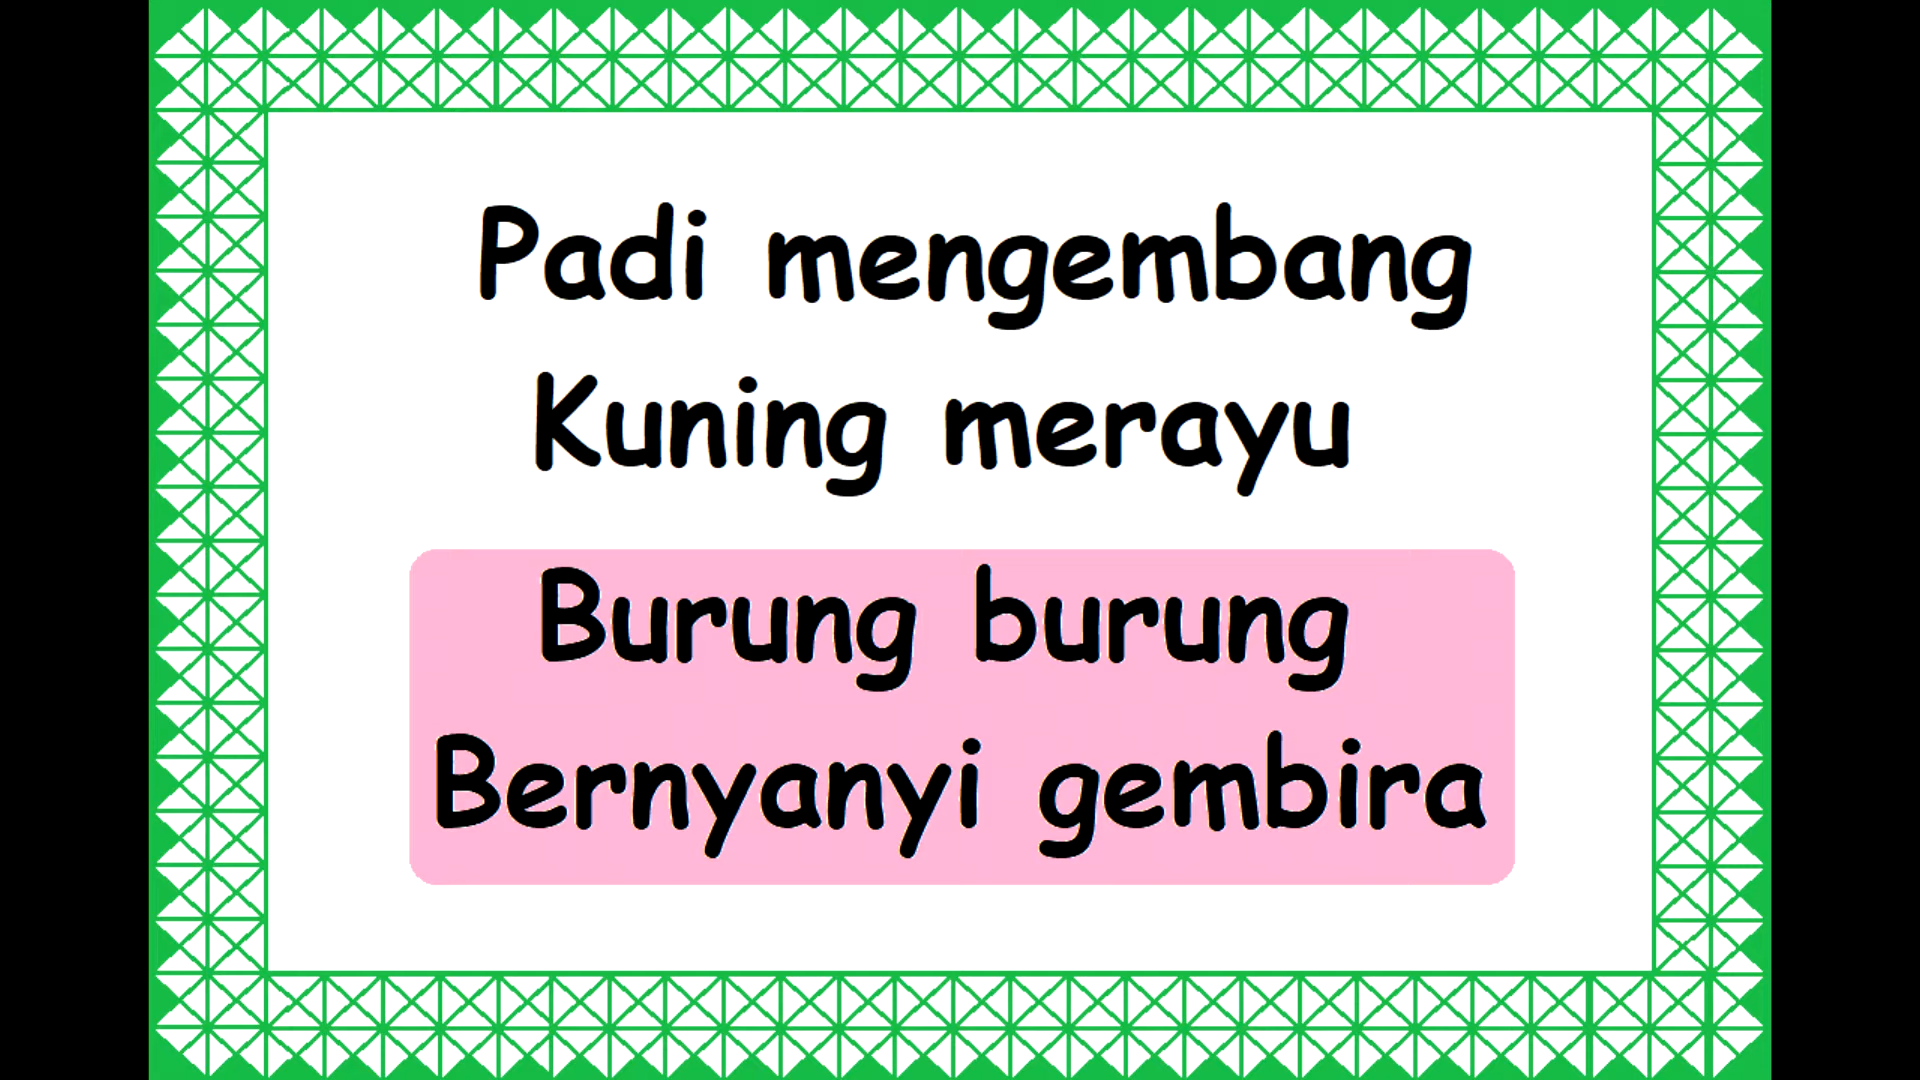 Padi mengembang
Kuning merayu
Burung burung
Bernyanyi gembira